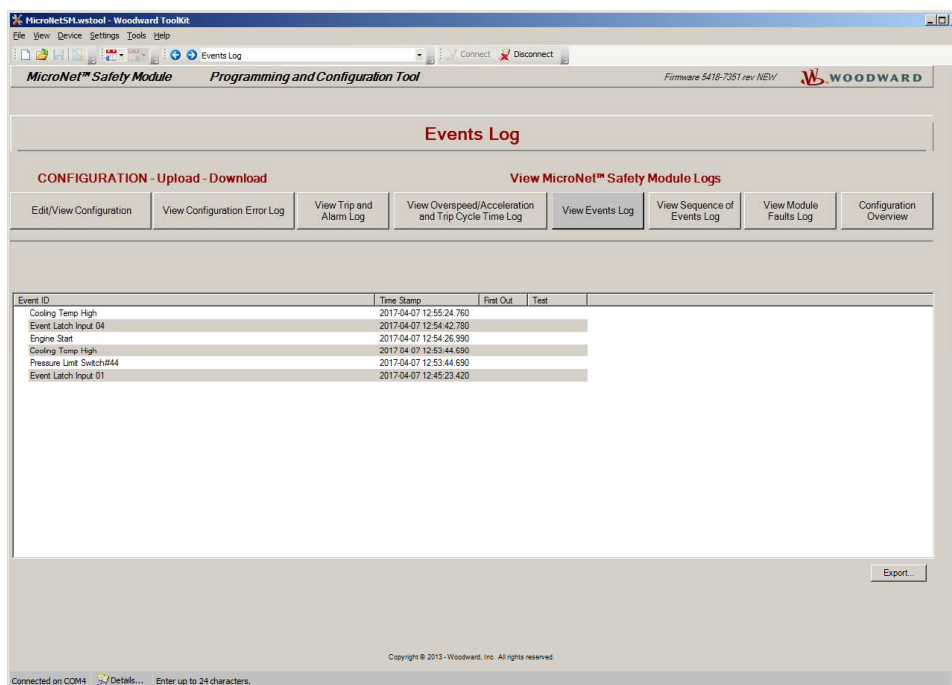 MicroNetSM.wstool - Woodward ToolKit
File View Device Settings Tools Help
Events Log Connect Disconnect
MicroNet™ Safety Module Programming and Configuration Tool Firmware 5418-7351 rev NEW WOODWARD
Events Log
CONFIGURATION - Upload - Download View MicroNet™ Safety Module Logs
Edit/View Configuration View Configuration Error Log View Trip and Alarm Log View Overspeed/Acceleration and Trip Cycle Time Log View Events Log View Sequence of Events Log View Module Faults Log Configuration Overview
Event ID Time Stamp First Out Test
Cooling Temp High 2017-04-07 12:55:24.760
Event Latch Input 04 2017-04-07 12:54:42.780
Engine Start 2017-04-07 12:54:26.990
Cooling Temp High 2017 04 07 12:53:44.690
Pressure Limit Switch#44 2017-04-07 12:53:44.690
Event Latch Input 01 2017-04-07 12:45:23.420
Export...
Copyright © 2013 - Woodward, Inc. All rights reserved.
Connected on COM4 Details... Enter up to 24 characters.